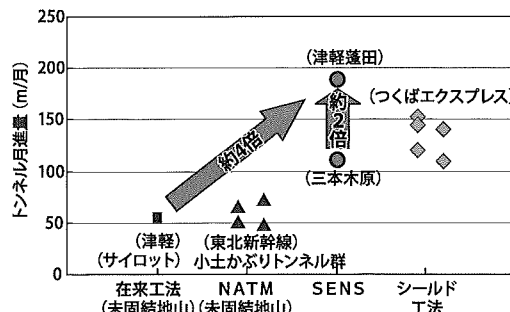 トンネル月進量（m/月）
250
200
150
100
50
0
（津軽蓬田）
（つくばエクスプレス）
約4倍
約2倍
（三本木原）
（津軽）
（サイロット）
（東北新幹線）
小土かぶりトンネル群
在来工法
（未固結地山）
NATM
（未固結地山）
SENS
シールド
工法